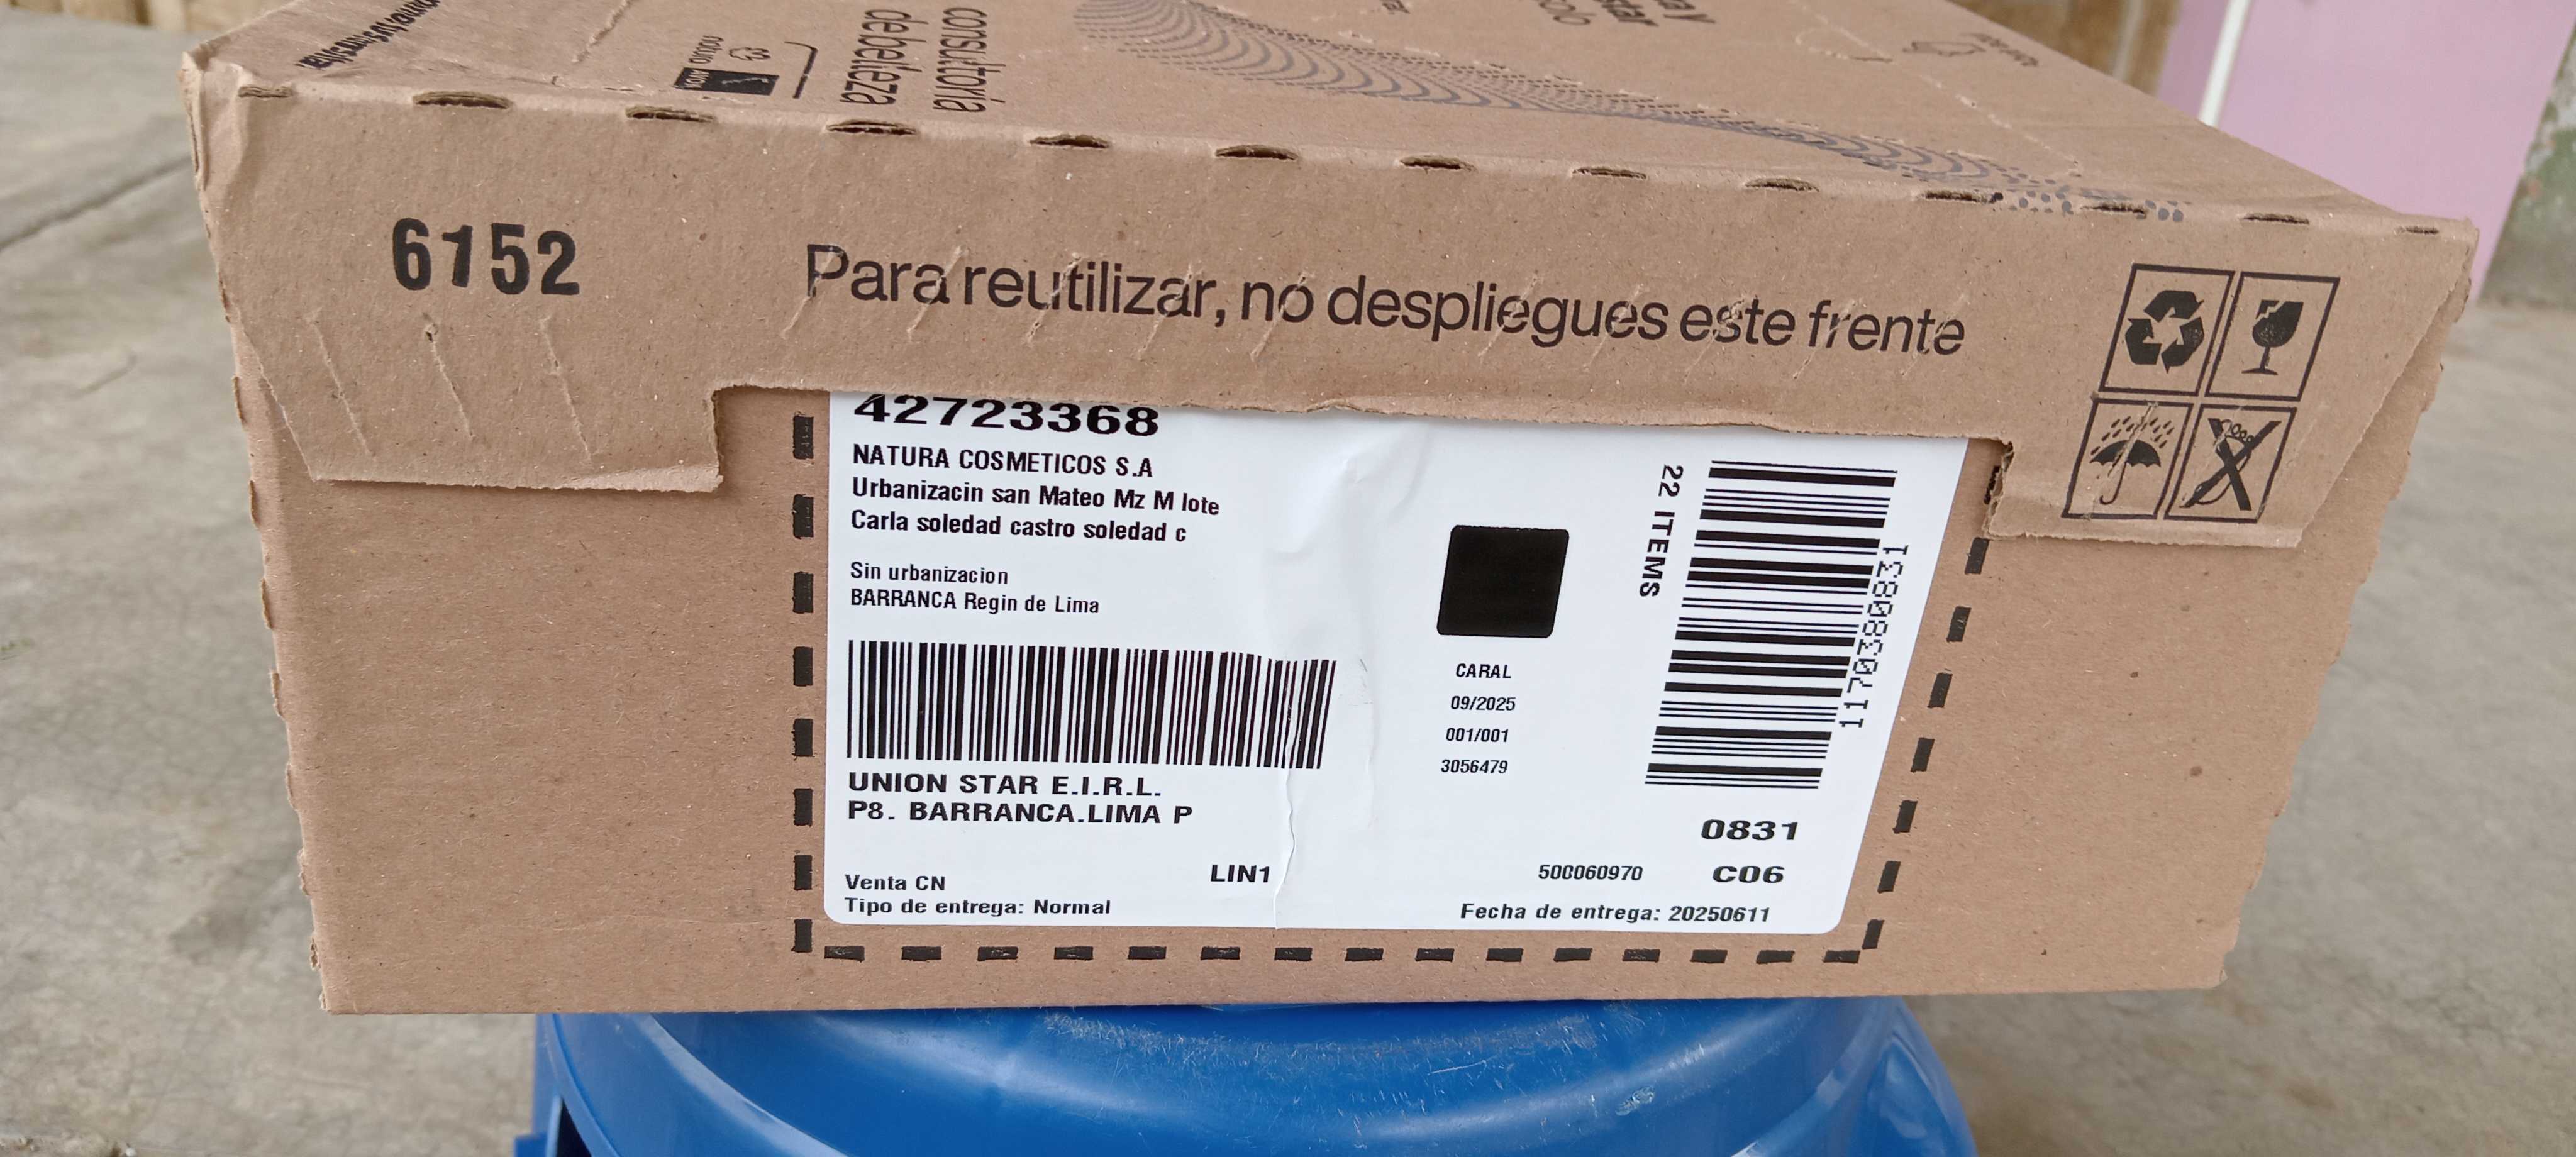 consultoría
de belleza
natura
6152
Para reutilizar, no despliegues este frente
42723368
NATURA COSMETICOS S.A
Urbanizacin san Mateo Mz M lote
Carla soledad castro soledad c
Sin urbanizacion
BARRANCA Regin de Lima
UNION STAR E.I.R.L.
P8. BARRANCA.LIMA P
Venta CN
LIN1
Tipo de entrega: Normal
CARAL
09/2025
001/001
3056479
22 ITEMS
11703800831
0831
500060970
C06
Fecha de entrega: 20250611